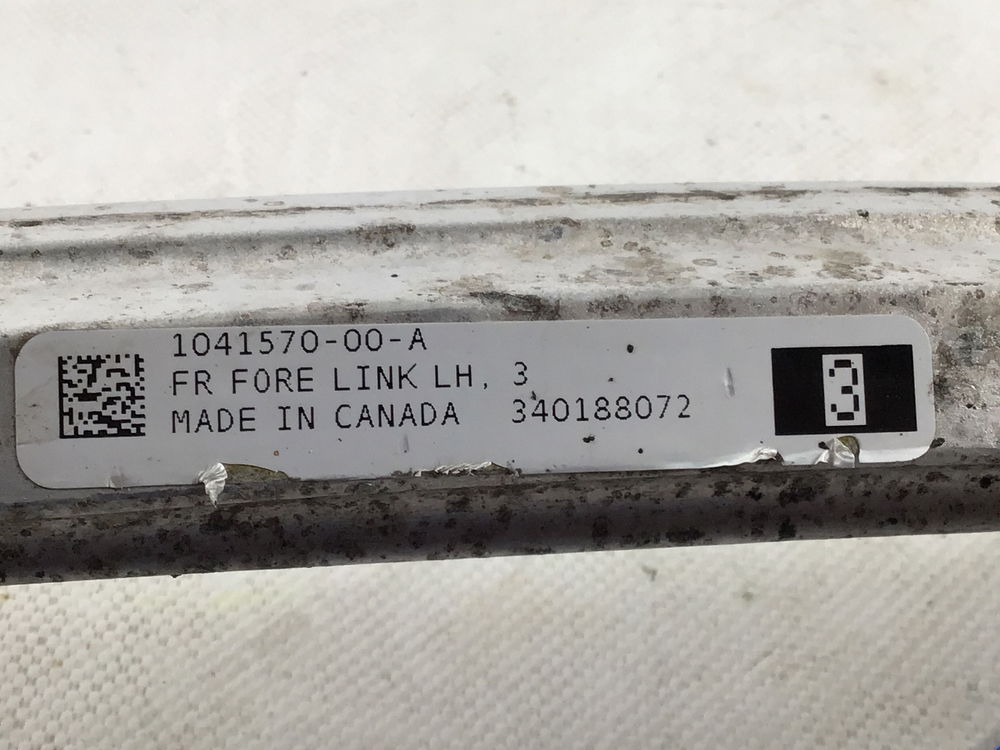 1041570-00-A
FR FORE LINK LH, 3
MADE IN CANADA 340188072
3